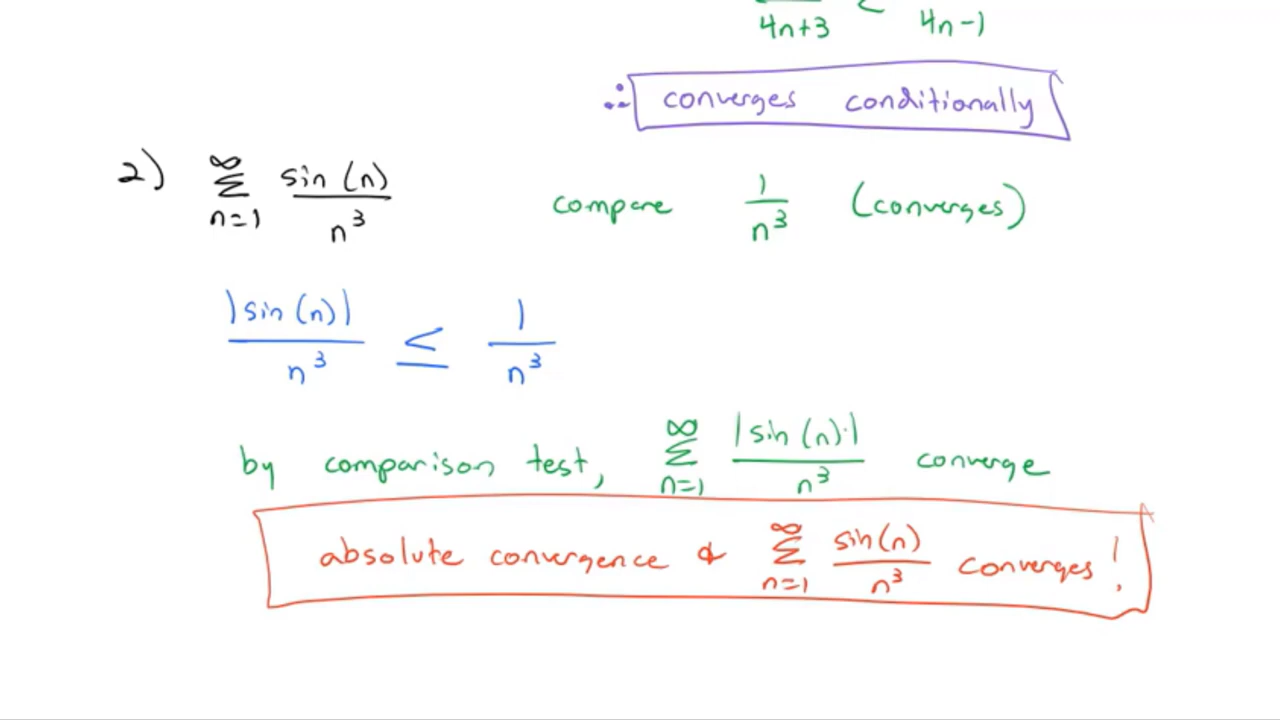 4n+3 < 4n-1
∴ converges conditionally
2) ∞ Σ n=1 sin(n) / n³ compare 1/n³ (converges)
|sin(n)| / n³ ≤ 1 / n³
by comparison test, ∞ Σ n=1 |sin(n)| / n³ converge
absolute convergence & ∞ Σ n=1 sin(n) / n³ converges!